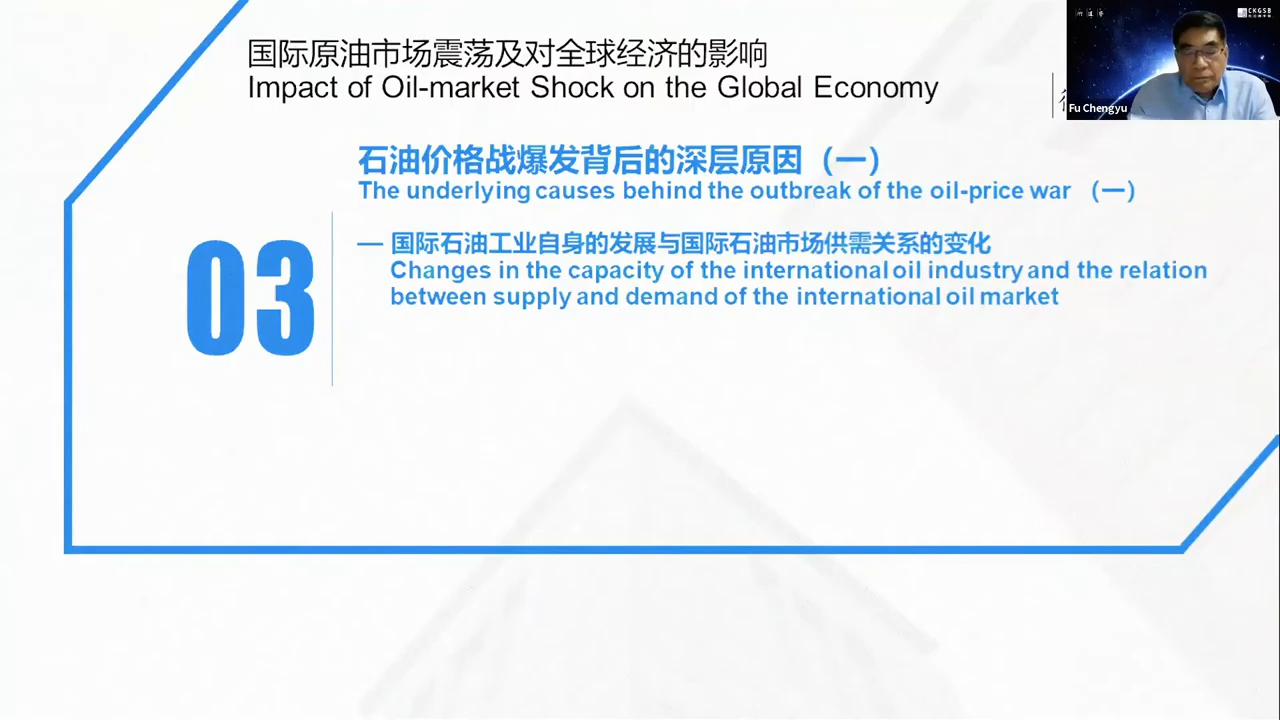 国际原油市场震荡及对全球经济的影响
Impact of Oil-market Shock on the Global Economy
CKGSB
Fu Chengyu
石油价格战爆发背后的深层原因（一）
The underlying causes behind the outbreak of the oil-price war （一）
03
— 国际石油工业自身的发展与国际石油市场供需关系的变化
Changes in the capacity of the international oil industry and the relation
between supply and demand of the international oil market